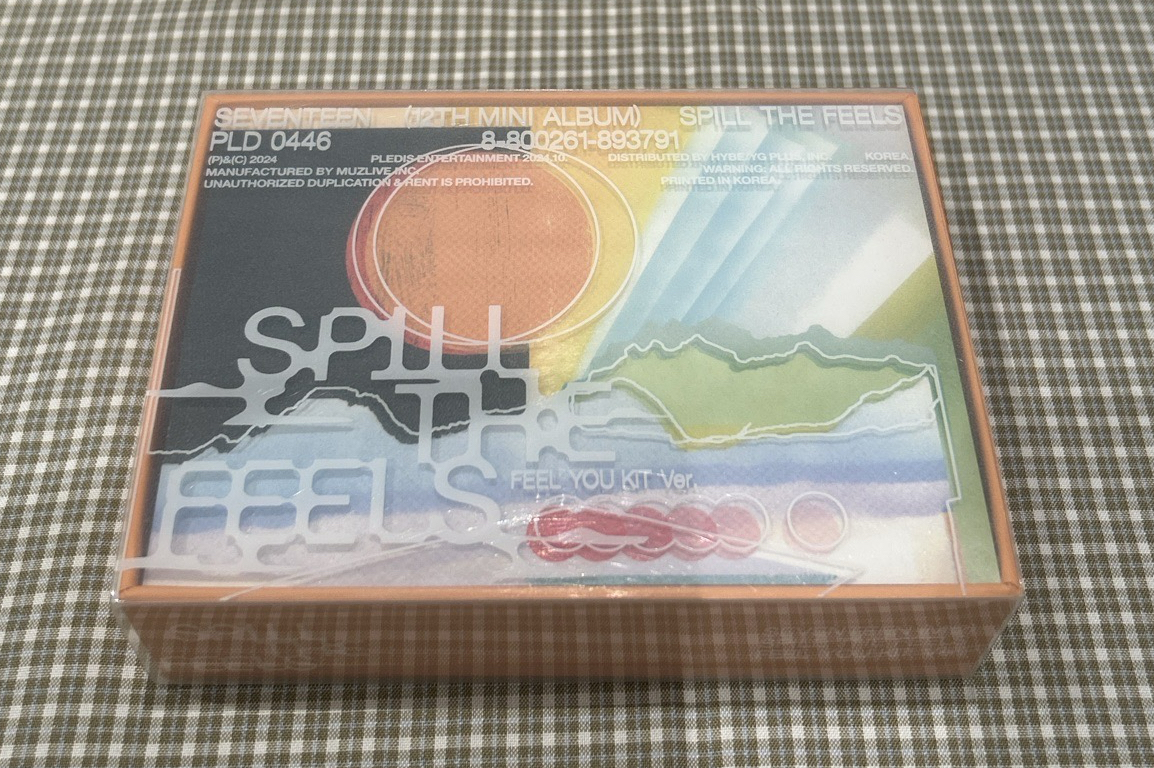 SEVENTEEN (12TH MINI ALBUM) SPILL THE FEELS
PLD 0446 8-800261-893791
(P)&(C) 2024 PLEDIS ENTERTAINMENT 2024.10. DISTRIBUTED BY HYBE/YG PLUS, INC. KOREA.
MANUFACTURED BY MUZLIVE INC. WARNING: ALL RIGHTS RESERVED.
UNAUTHORIZED DUPLICATION & RENT IS PROHIBITED. PRINTED IN KOREA.
SPILL
THE
FEELS
FEEL YOU KIT Ver.